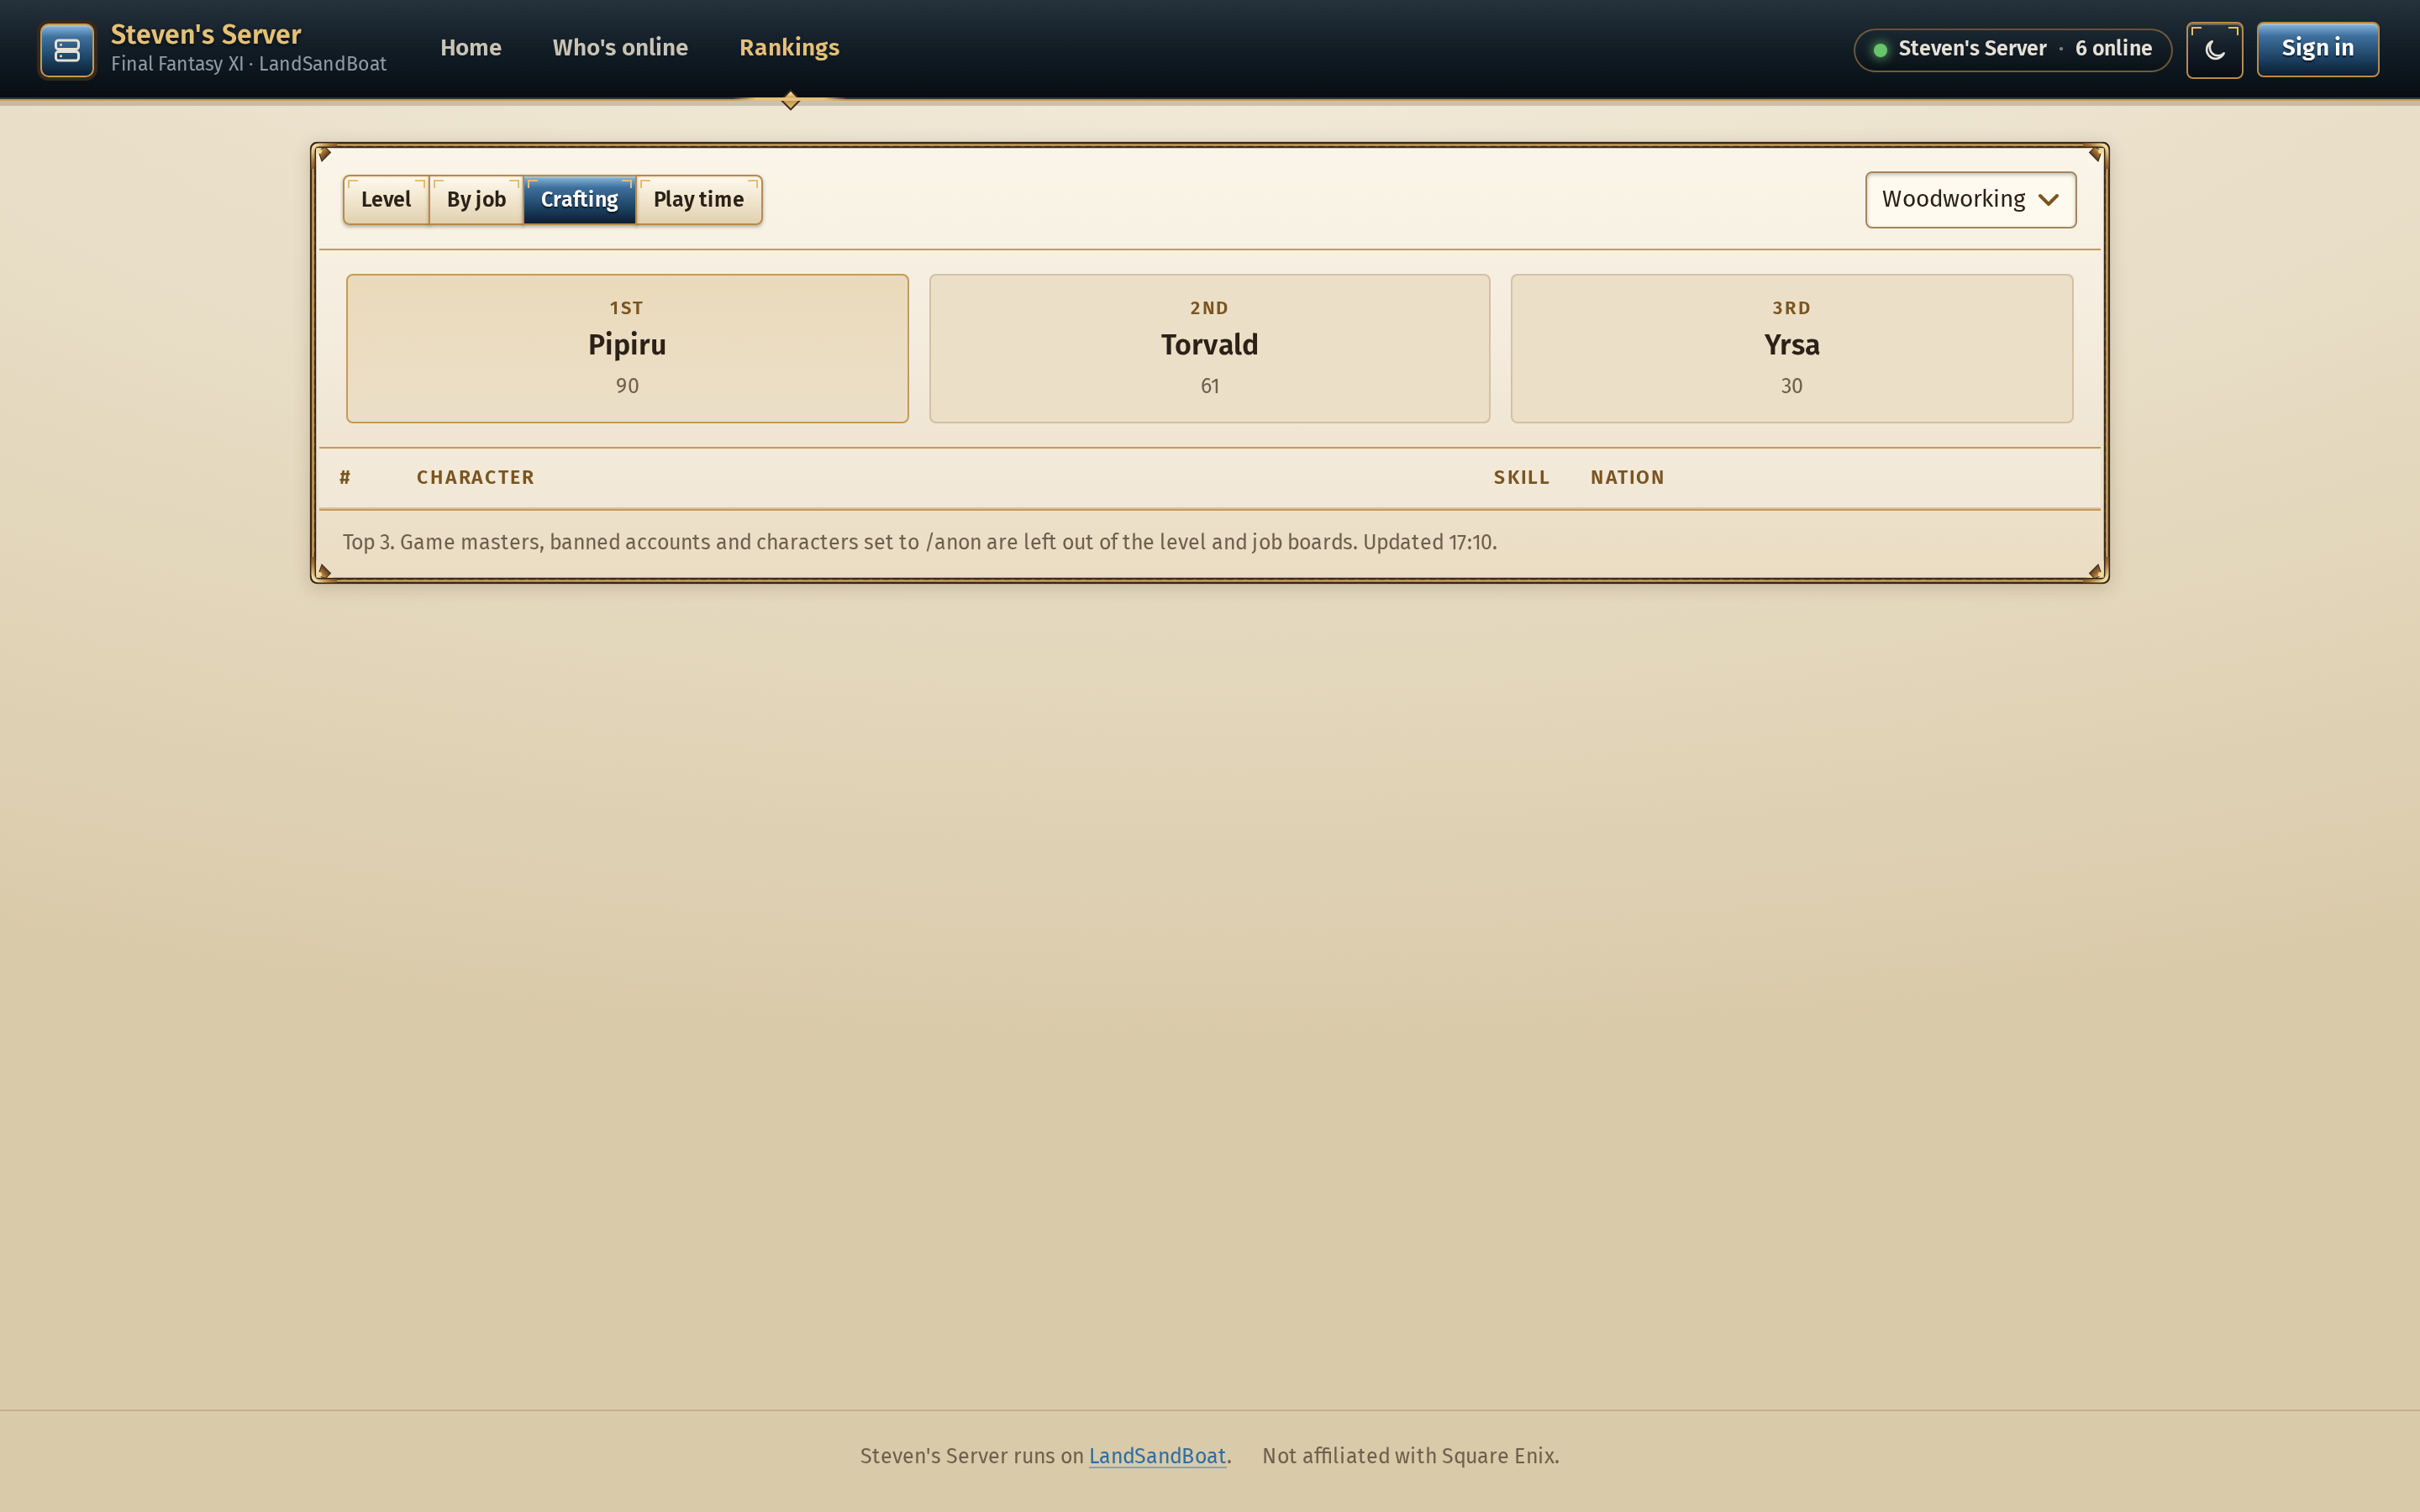 Steven's Server
Final Fantasy XI · LandSandBoat
Home
Who's online
Rankings
Steven's Server · 6 online
Sign in
Level
By job
Crafting
Play time
Woodworking
1ST
Pipiru
90
2ND
Torvald
61
3RD
Yrsa
30
# CHARACTER SKILL NATION
Top 3. Game masters, banned accounts and characters set to /anon are left out of the level and job boards. Updated 17:10.
Steven's Server runs on LandSandBoat. Not affiliated with Square Enix.